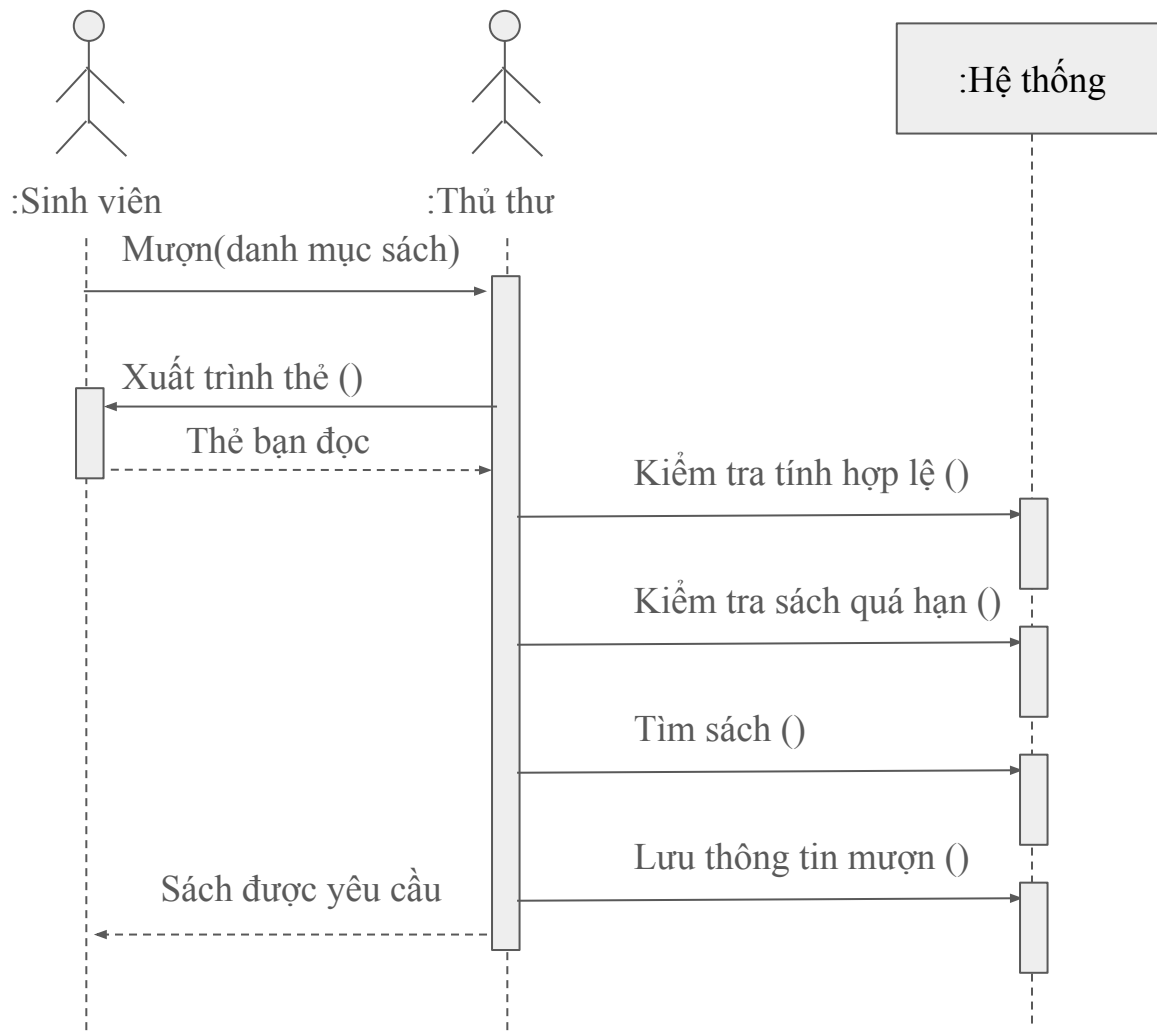 :Hệ thống
:Sinh viên
:Thủ thư
Mượn(danh mục sách)
Xuất trình thẻ ()
Thẻ bạn đọc
Kiểm tra tính hợp lệ ()
Kiểm tra sách quá hạn ()
Tìm sách ()
Lưu thông tin mượn ()
Sách được yêu cầu